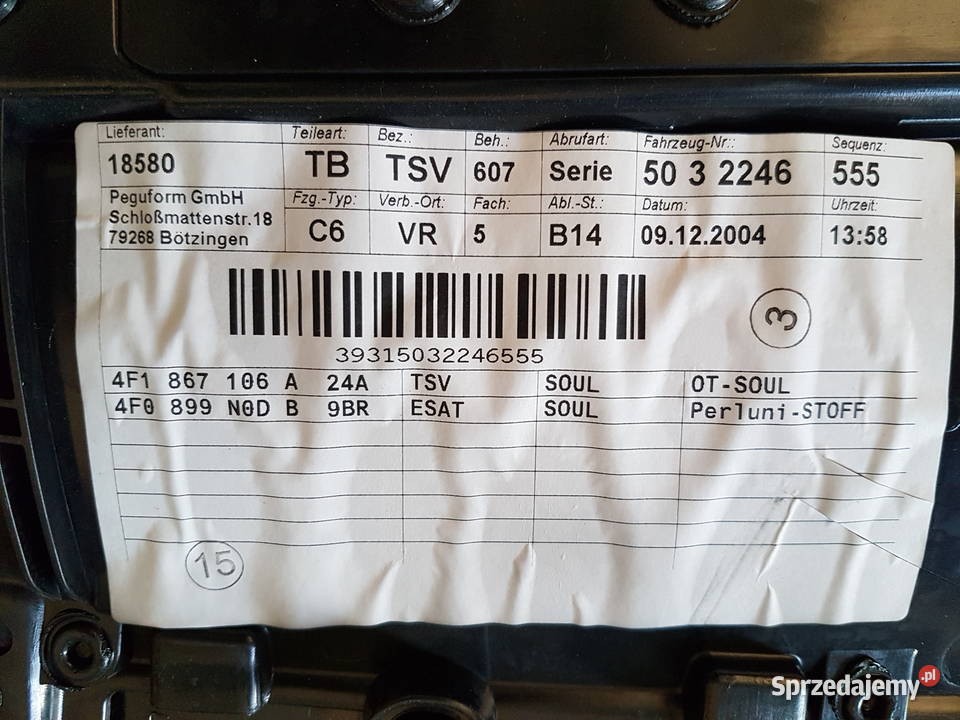 Lieferant: Teileart: Bez.: Beh.: Abrufart: Fahrzeug-Nr.: Sequenz:
18580 TB TSV 607 Serie 50 3 2246 555
Peguform GmbH
Schloßmattenstr.18
79268 Bötzingen
Fzg.-Typ: Verb.-Ort: Fach: Abl.-St.: Datum: Uhrzeit:
C6 VR 5 B14 09.12.2004 13:58
3
39315032246555
4F1 867 106 A 24A TSV SOUL OT-SOUL
4F0 899 N0D B 9BR ESAT SOUL Perluni-STOFF
15
Sprzedajemy.pl